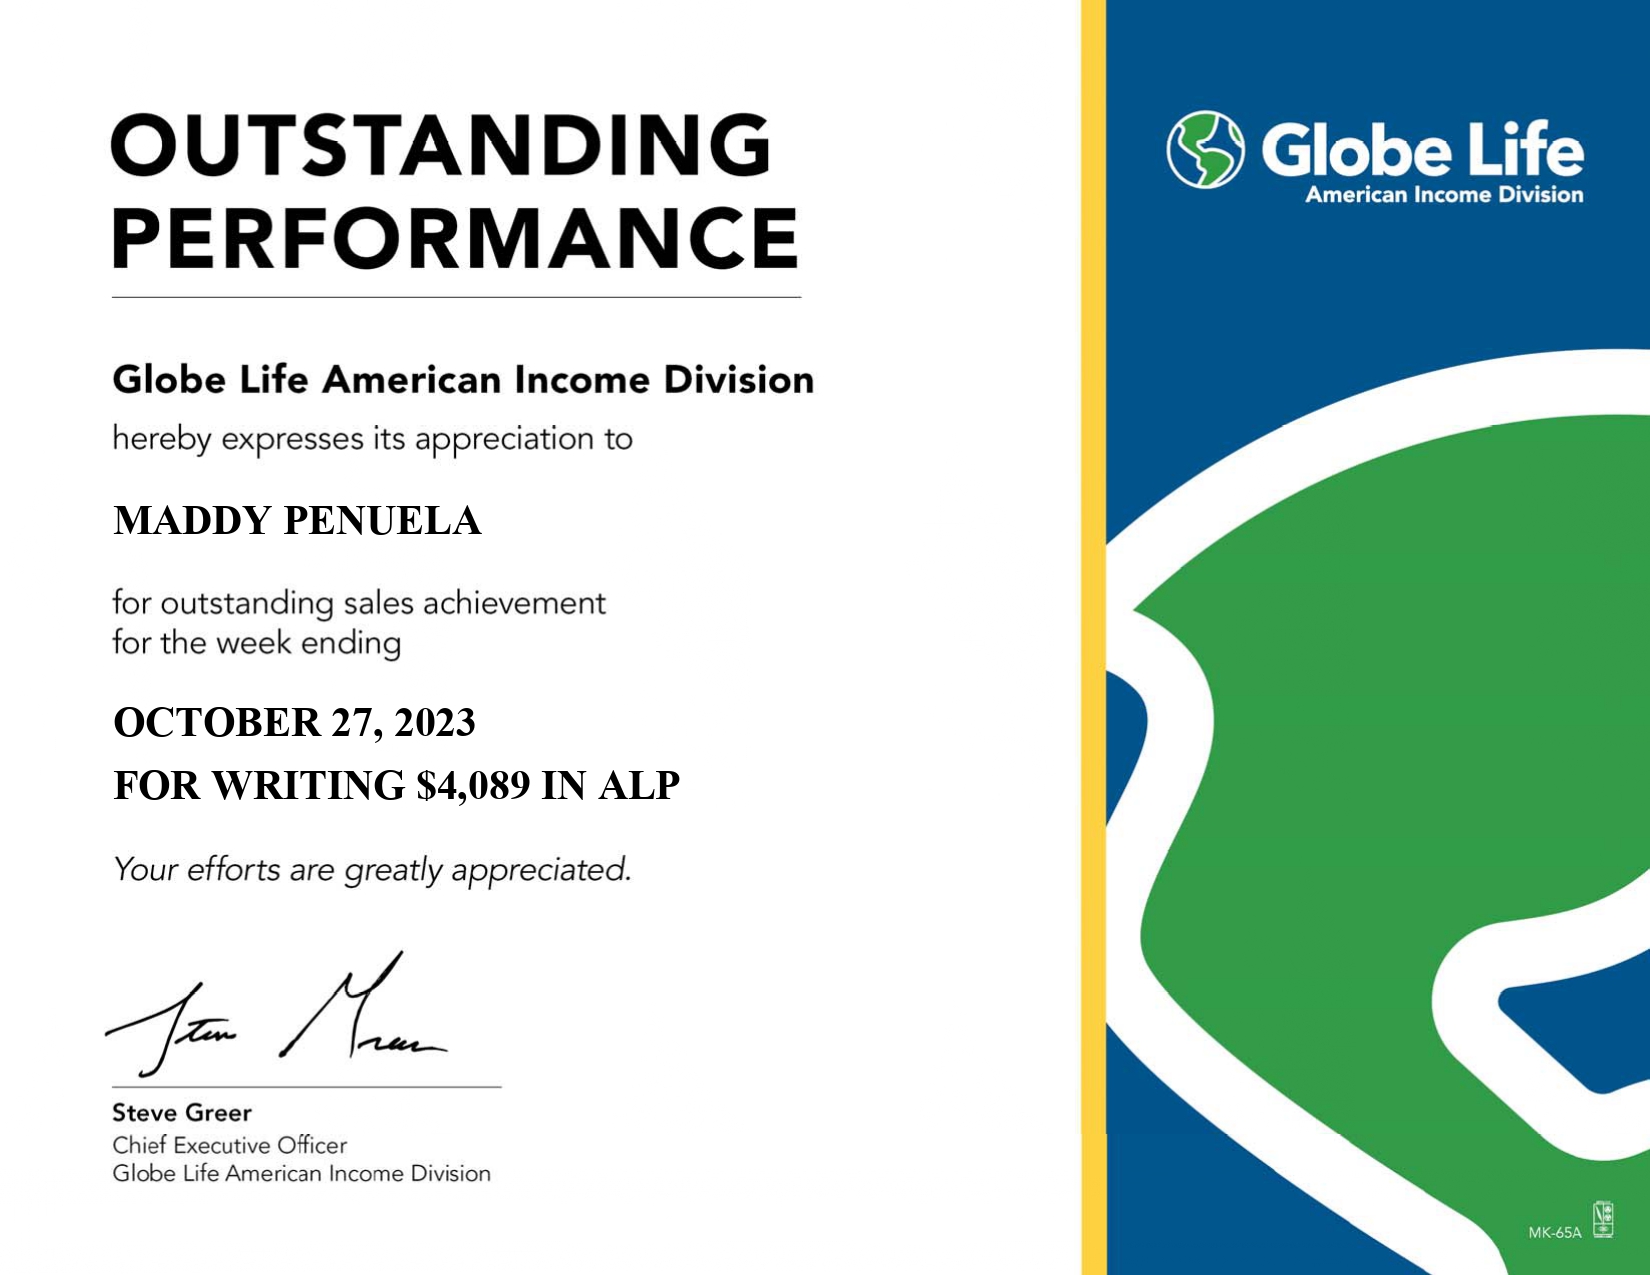 OUTSTANDING
PERFORMANCE
Globe Life American Income Division
hereby expresses its appreciation to
MADDY PENUELA
for outstanding sales achievement
for the week ending
OCTOBER 27, 2023
FOR WRITING $4,089 IN ALP
Your efforts are greatly appreciated.
Steve Greer
Steve Greer
Chief Executive Officer
Globe Life American Income Division
Globe Life
American Income Division
MK-65A